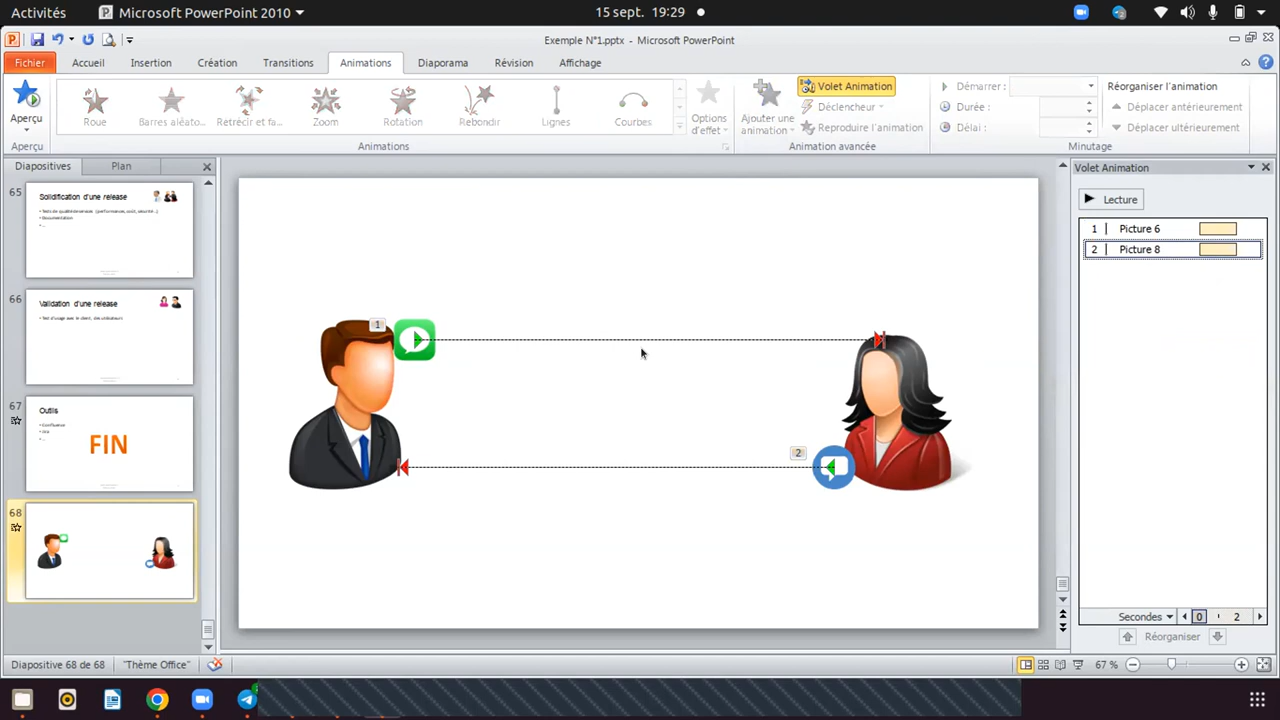 Activités
Microsoft PowerPoint 2010
15 sept. 19:29
Exemple N°1.pptx - Microsoft PowerPoint
Fichier
Accueil
Insertion
Création
Transitions
Animations
Diaporama
Révision
Affichage
Aperçu
Roue
Barres aléato...
Rétrécir et fa...
Zoom
Rotation
Rebondir
Lignes
Courbes
Options d'effet
Ajouter une animation
Volet Animation
Déclencheur
Reproduire l'animation
Démarrer :
Durée :
Délai :
Réorganiser l'animation
Déplacer antérieurement
Déplacer ultérieurement
Aperçu
Animations
Animation avancée
Minutage
Diapositives
Plan
65
Solidification d'une release
• Documentation
66
Validation d'une release
67
Outils
• Confluence
FIN
68
1
2
Volet Animation
Lecture
1 Picture 6
2 Picture 8
Secondes
0
2
Réorganiser
Diapositive 68 de 68
"Thème Office"
67 %